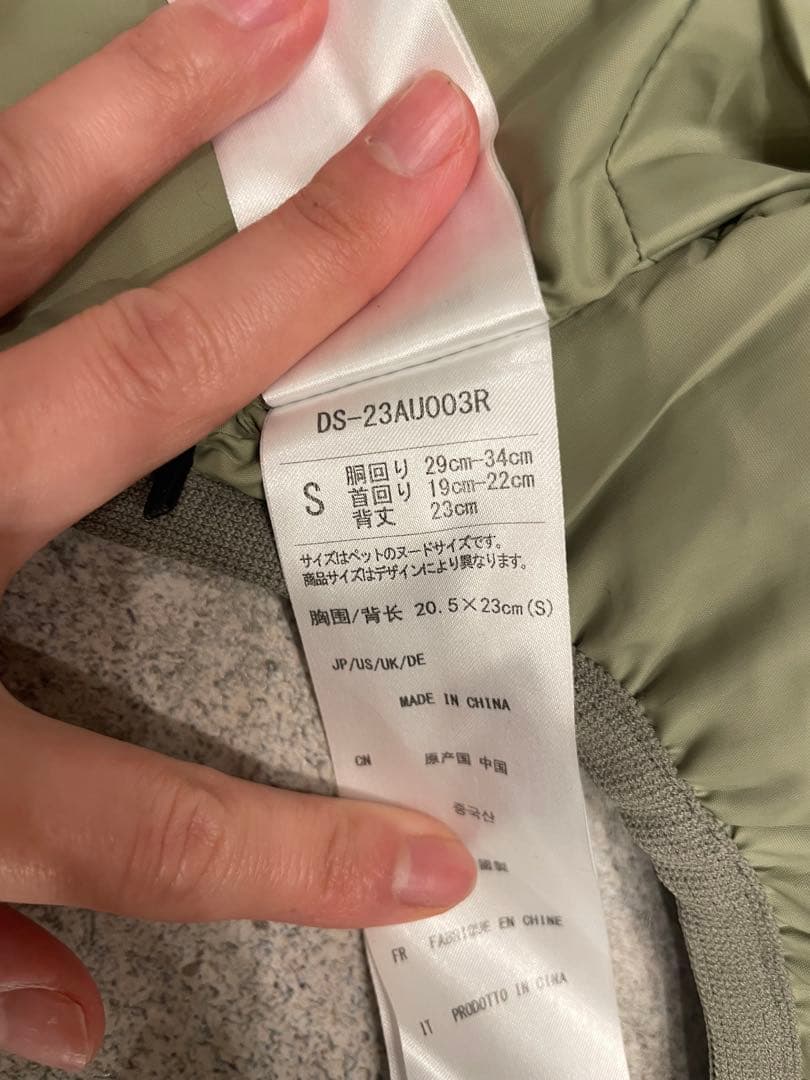 DS-23AU003R
S
胴回り 29cm-34cm
首回り 19cm-22cm
背丈 23cm
サイズはペットのヌードサイズです。
商品サイズはデザインにより異なります。
胸围/背长 20.5×23cm(S)
JP/US/UK/DE
MADE IN CHINA
CN 原产国 中国
중국산
國製
FR FABRIQUE EN CHINE
IT PRODOTTO IN CINA